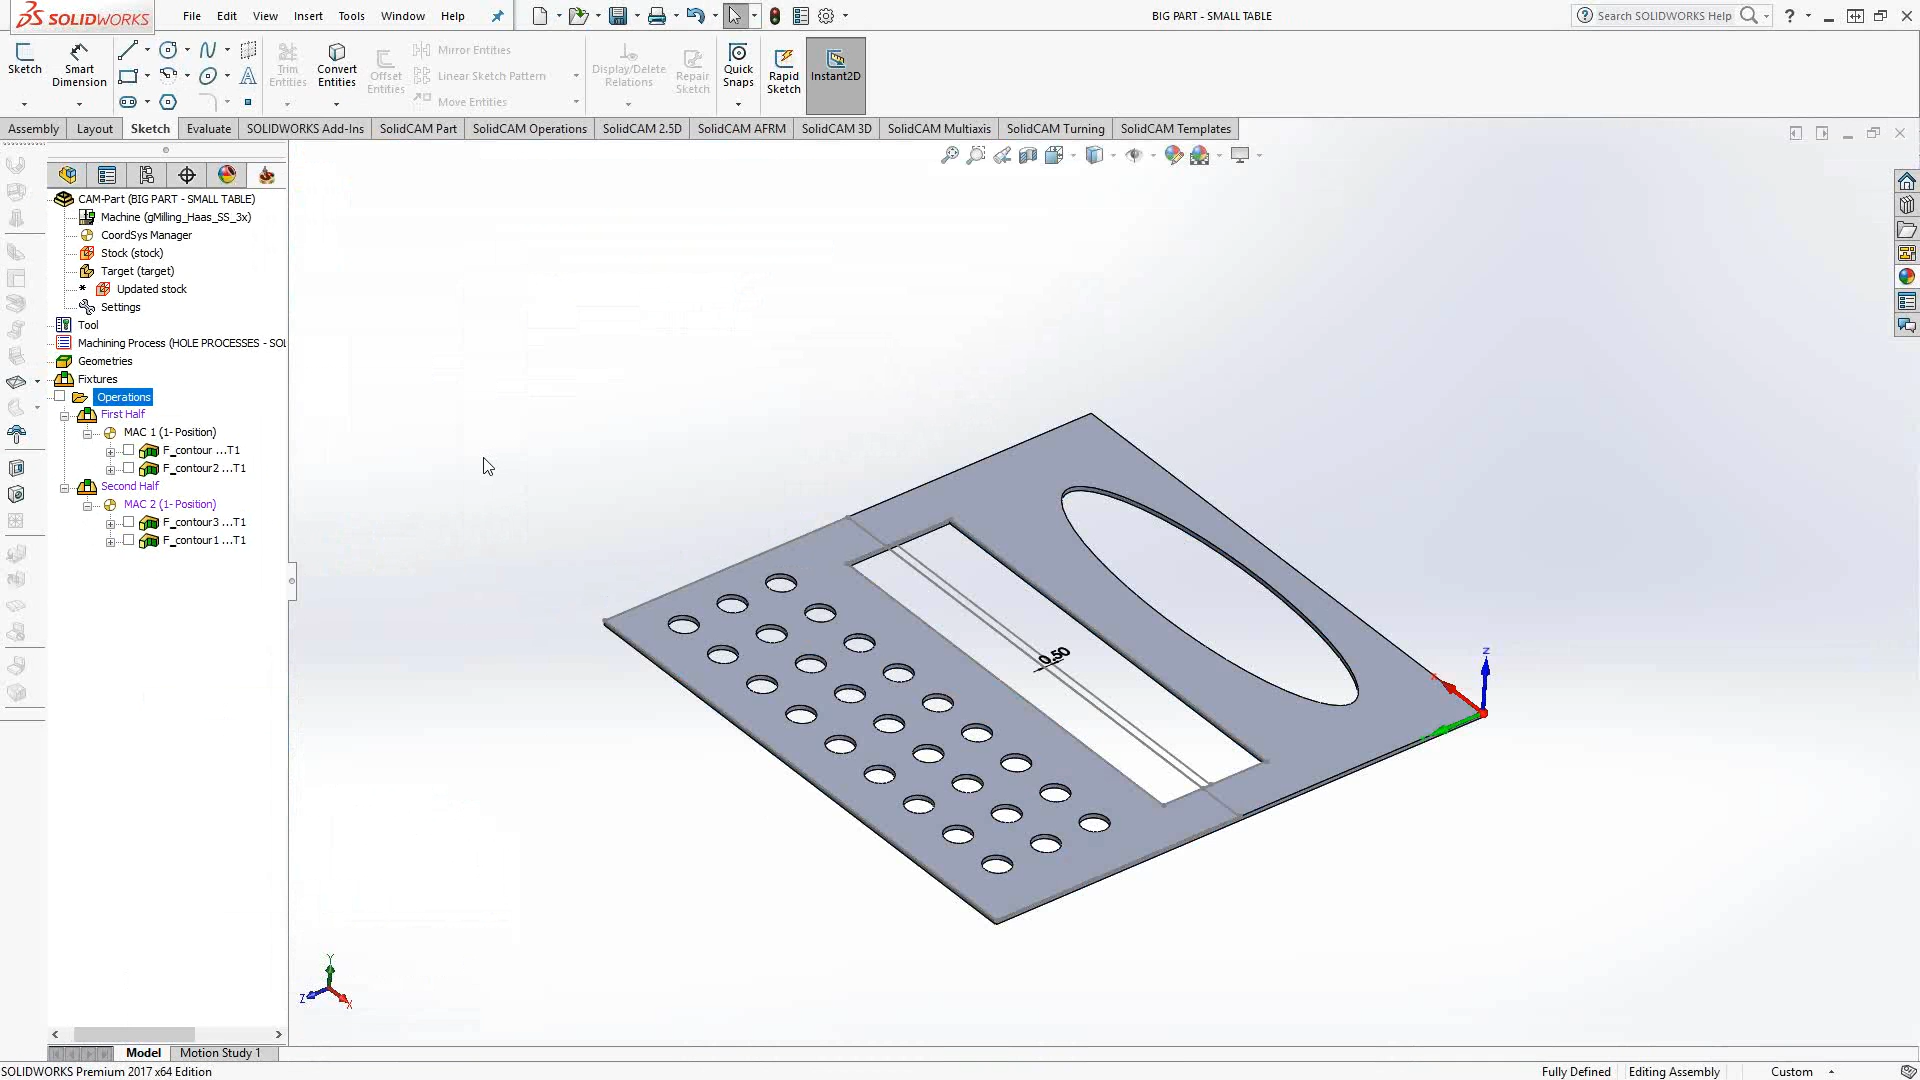 SOLIDWORKS File Edit View Insert Tools Window Help BIG PART - SMALL TABLE Search SOLIDWORKS Help ?
Sketch Smart Dimension Trim Entities Convert Entities Offset Entities Mirror Entities Linear Sketch Pattern Move Entities Display/Delete Relations Repair Sketch Quick Snaps Rapid Sketch Instant2D
Assembly Layout Sketch Evaluate SOLIDWORKS Add-Ins SolidCAM Part SolidCAM Operations SolidCAM 2.5D SolidCAM AFRM SolidCAM 3D SolidCAM Multiaxis SolidCAM Turning SolidCAM Templates
CAM-Part (BIG PART - SMALL TABLE)
Machine (gMilling_Haas_SS_3x)
CoordSys Manager
Stock (stock)
Target (target)
* Updated stock
Settings
Tool
Machining Process (HOLE PROCESSES - SOL
Geometries
Fixtures
Operations
First Half
MAC 1 (1- Position)
F_contour ...T1
F_contour2 ...T1
Second Half
MAC 2 (1- Position)
F_contour3 ...T1
F_contour1 ...T1
0.50
Z
X
Y
Z
X
Model Motion Study 1
SOLIDWORKS Premium 2017 x64 Edition Fully Defined Editing Assembly Custom